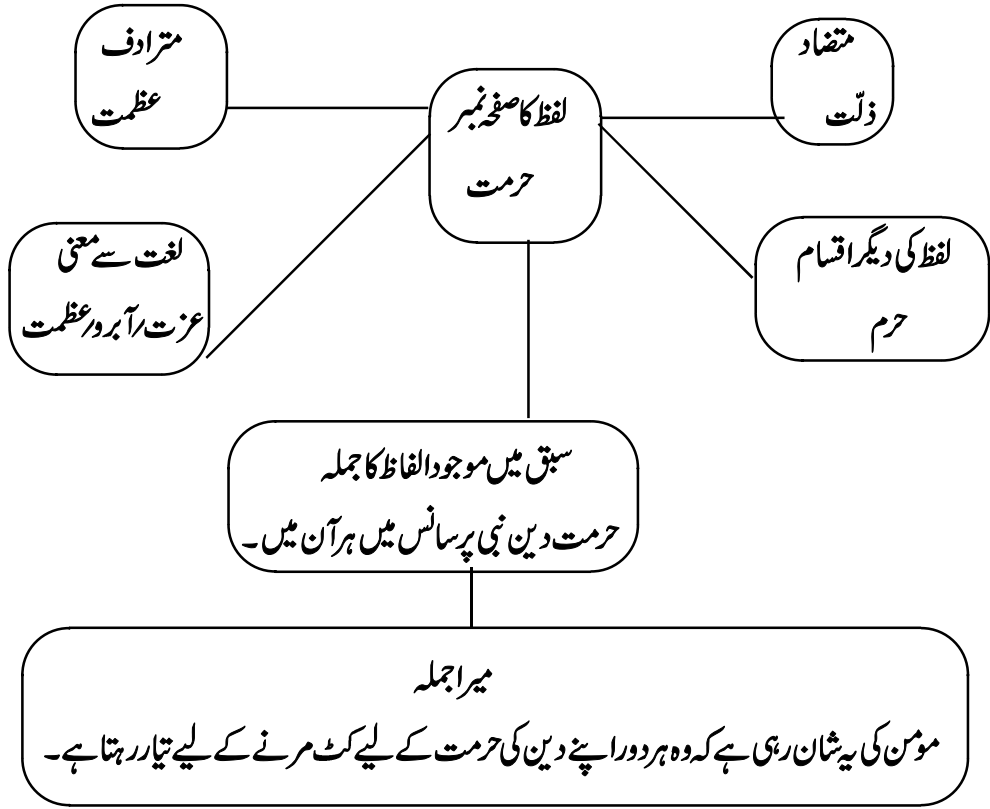 متضاد
ذلّت
لفظ کا صفحہ نمبر
حرمت
مترادف
عظمت
لفظ کی دیگر اقسام
حرم
لغت سے معنی
عزت/آبرو/عظمت
سبق میں موجود الفاظ کا جملہ
حرمت دین نبی پر سانس میں ہر آن میں۔
میرا جملہ
مومن کی یہ شان رہی ہے کہ وہ ہر دور اپنے دین کی حرمت کے لیے کٹ مرنے کے لیے تیار رہتا ہے۔